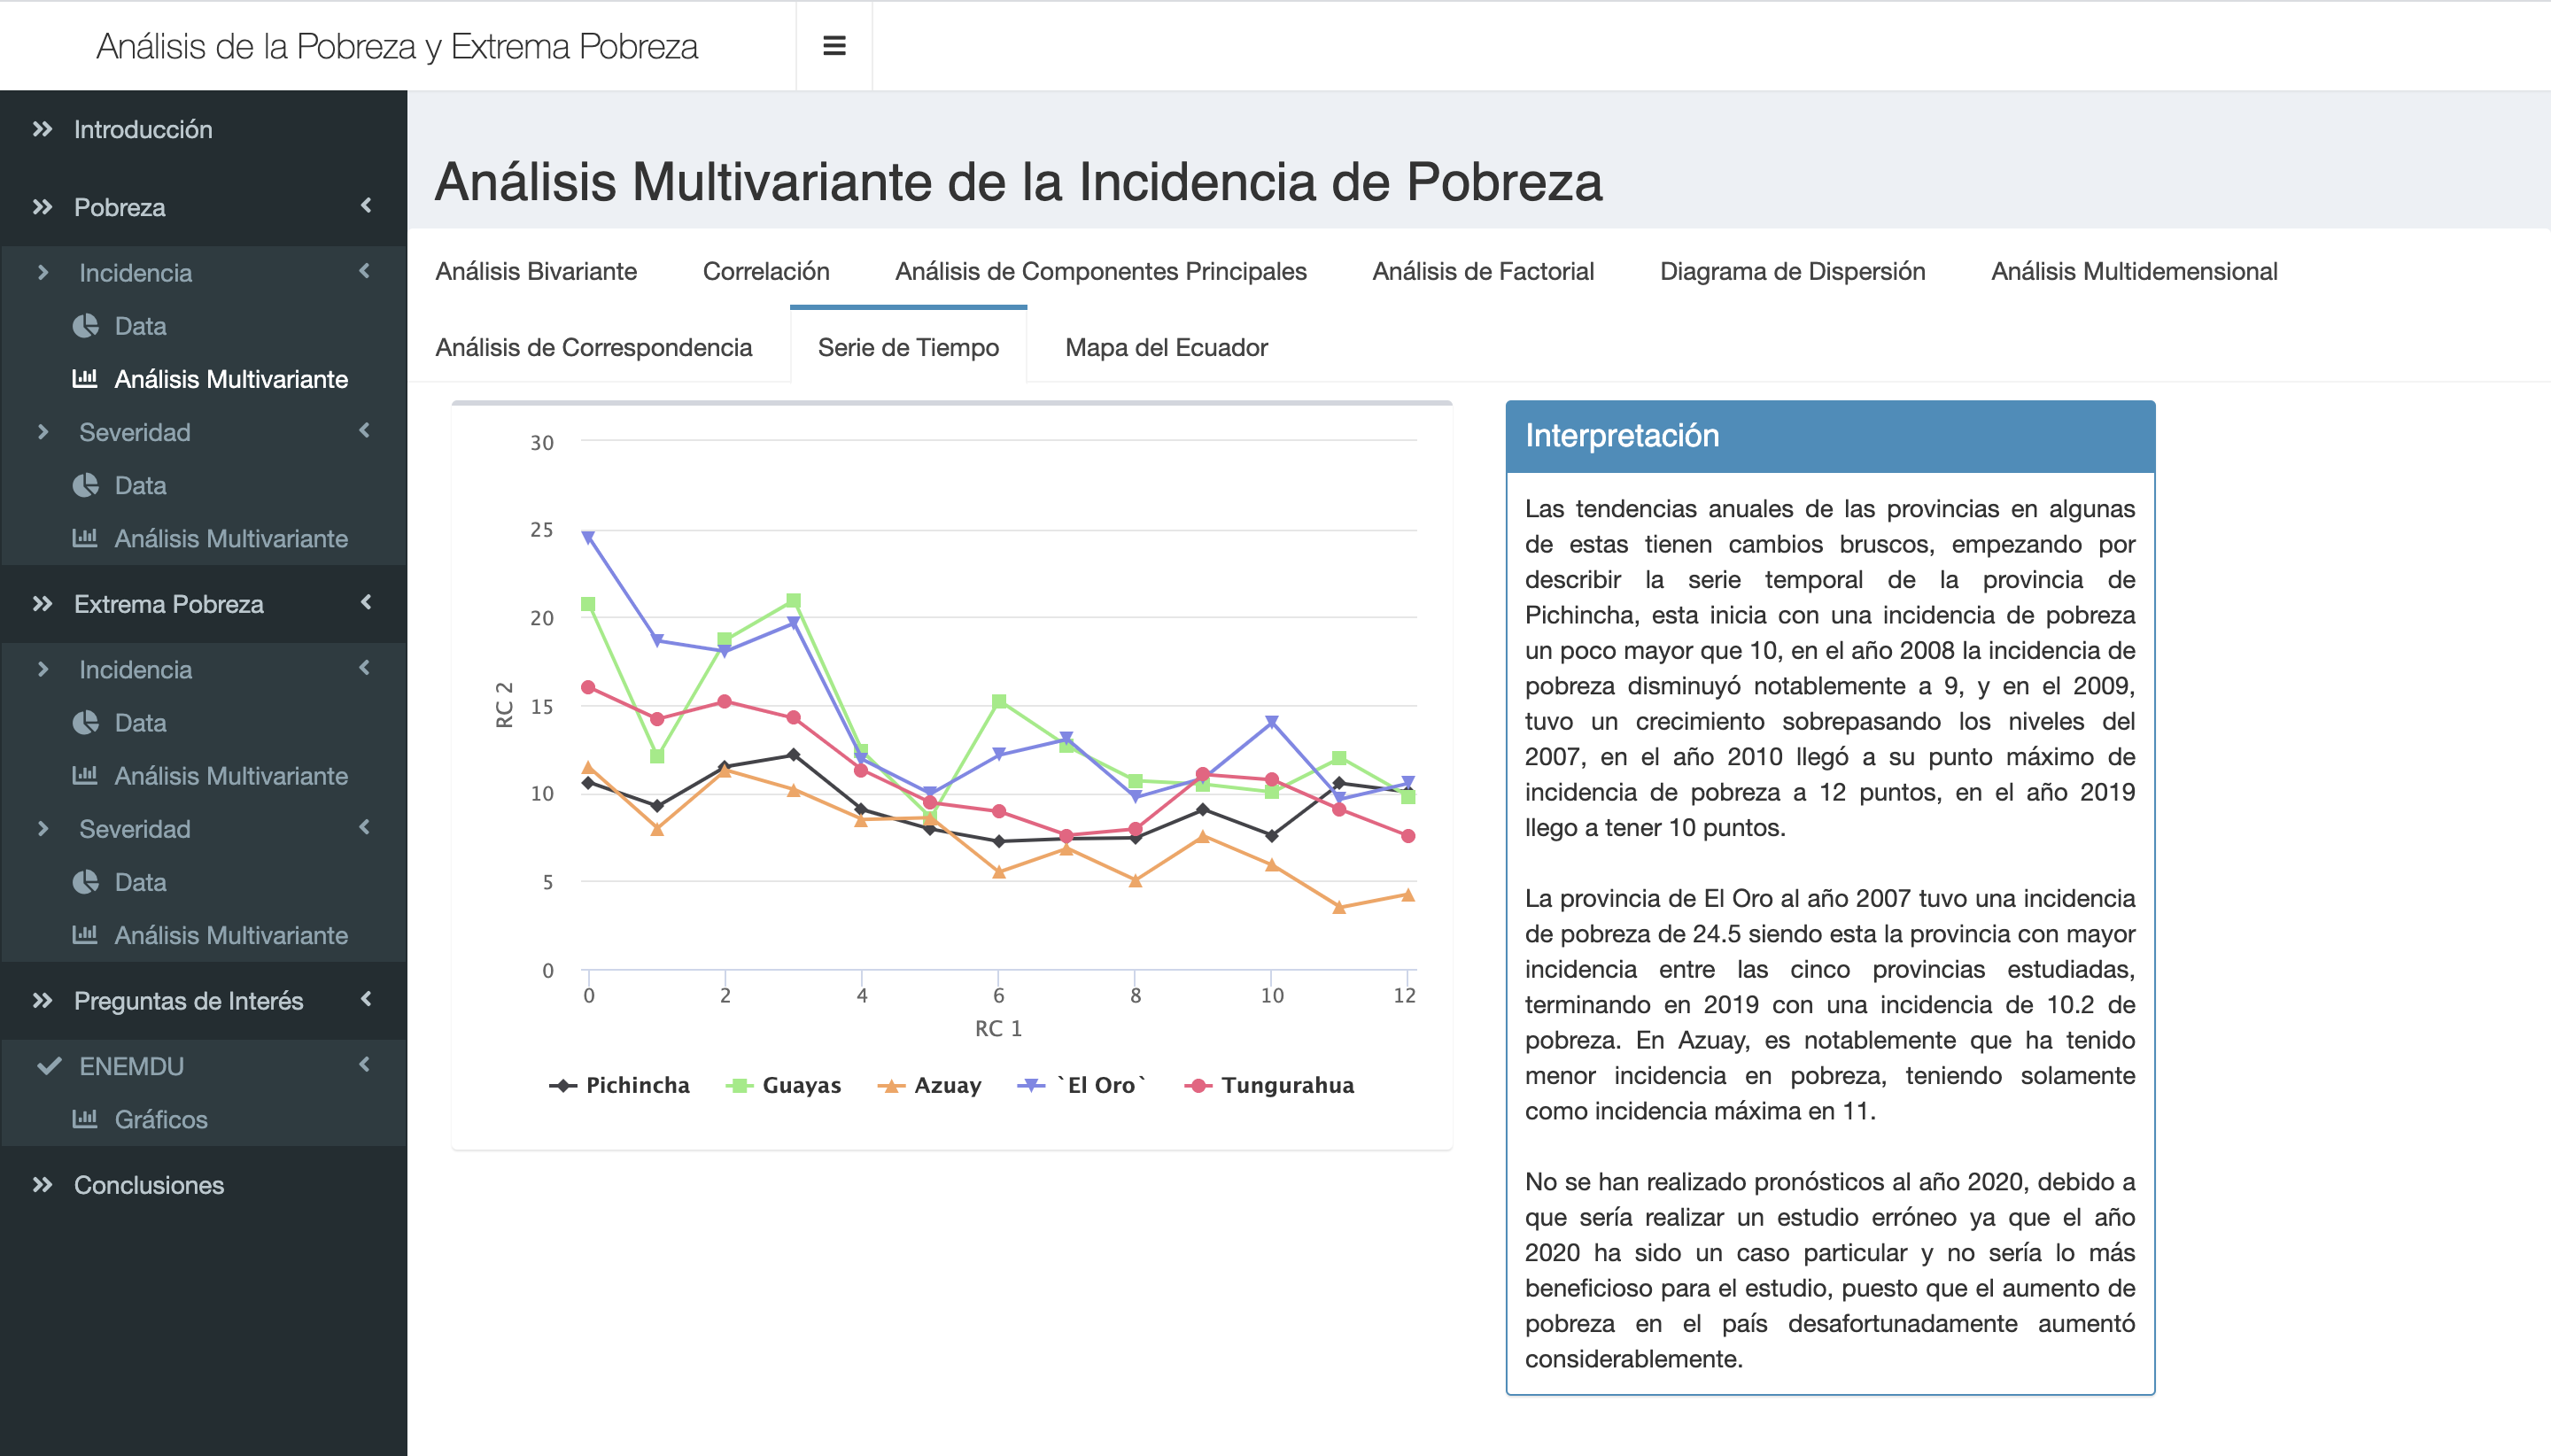 Análisis de la Pobreza y Extrema Pobreza
Introducción
Pobreza
Incidencia
Data
Análisis Multivariante
Severidad
Data
Análisis Multivariante
Extrema Pobreza
Incidencia
Data
Análisis Multivariante
Severidad
Data
Análisis Multivariante
Preguntas de Interés
ENEMDU
Gráficos
Conclusiones
Análisis Multivariante de la Incidencia de Pobreza
Análisis Bivariante Correlación Análisis de Componentes Principales Análisis de Factorial Diagrama de Dispersión Análisis Multidemensional
Análisis de Correspondencia Serie de Tiempo Mapa del Ecuador
30
25
20
15
10
5
0
RC 2
0 2 4 6 8 10 12
RC 1
Pichincha Guayas Azuay `El Oro` Tungurahua
Interpretación
Las tendencias anuales de las provincias en algunas
de estas tienen cambios bruscos, empezando por
describir la serie temporal de la provincia de
Pichincha, esta inicia con una incidencia de pobreza
un poco mayor que 10, en el año 2008 la incidencia de
pobreza disminuyó notablemente a 9, y en el 2009,
tuvo un crecimiento sobrepasando los niveles del
2007, en el año 2010 llegó a su punto máximo de
incidencia de pobreza a 12 puntos, en el año 2019
llego a tener 10 puntos.
La provincia de El Oro al año 2007 tuvo una incidencia
de pobreza de 24.5 siendo esta la provincia con mayor
incidencia entre las cinco provincias estudiadas,
terminando en 2019 con una incidencia de 10.2 de
pobreza. En Azuay, es notablemente que ha tenido
menor incidencia en pobreza, teniendo solamente
como incidencia máxima en 11.
No se han realizado pronósticos al año 2020, debido a
que sería realizar un estudio erróneo ya que el año
2020 ha sido un caso particular y no sería lo más
beneficioso para el estudio, puesto que el aumento de
pobreza en el país desafortunadamente aumentó
considerablemente.